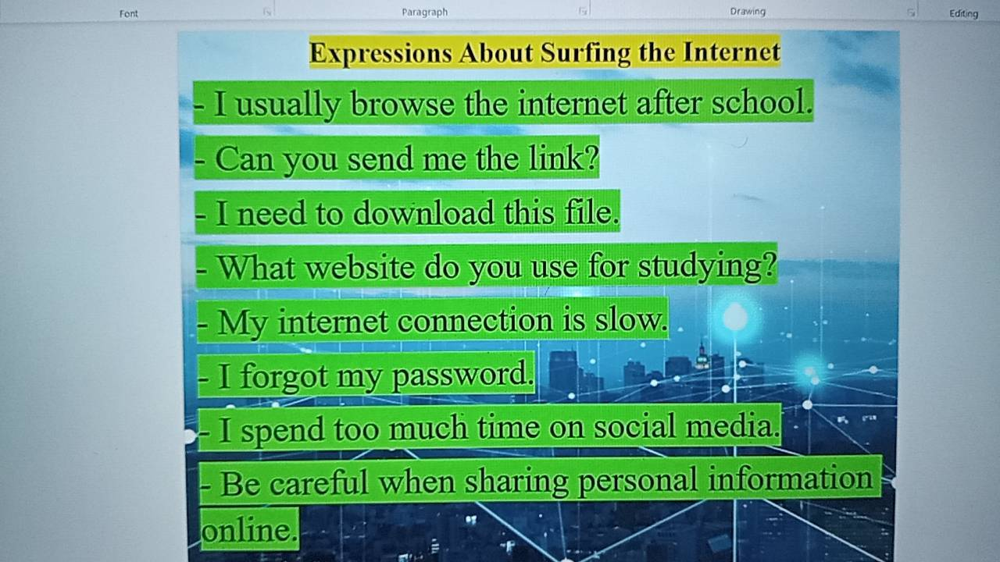 Font Paragraph Drawing Editing
Expressions About Surfing the Internet
- I usually browse the internet after school.
- Can you send me the link?
- I need to download this file.
- What website do you use for studying?
- My internet connection is slow.
- I forgot my password.
- I spend too much time on social media.
- Be careful when sharing personal information
online.